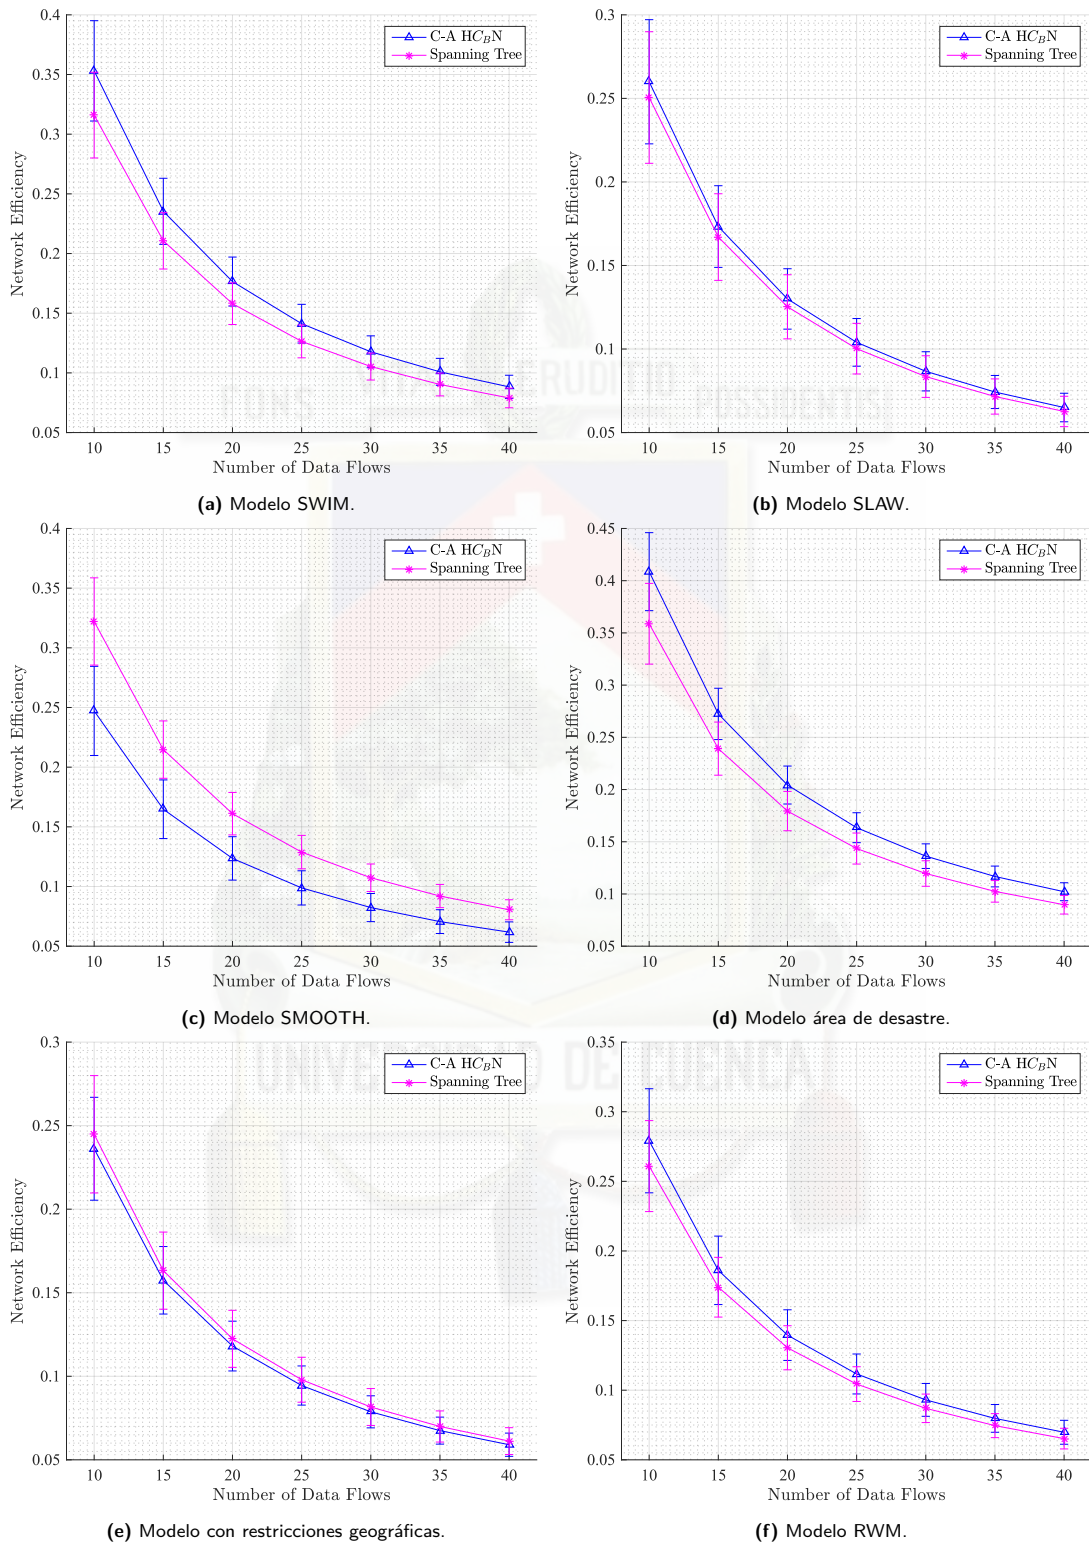 0.4
0.35
0.3
0.25
0.2
0.15
0.1
0.05
Network Efficiency
10 15 20 25 30 35 40
Number of Data Flows
C-A HC_BN
Spanning Tree
(a) Modelo SWIM.
0.3
0.25
0.2
0.15
0.1
0.05
Network Efficiency
10 15 20 25 30 35 40
Number of Data Flows
C-A HC_BN
Spanning Tree
(b) Modelo SLAW.
0.4
0.35
0.3
0.25
0.2
0.15
0.1
0.05
Network Efficiency
10 15 20 25 30 35 40
Number of Data Flows
C-A HC_BN
Spanning Tree
(c) Modelo SMOOTH.
0.45
0.4
0.35
0.3
0.25
0.2
0.15
0.1
0.05
Network Efficiency
10 15 20 25 30 35 40
Number of Data Flows
C-A HC_BN
Spanning Tree
(d) Modelo área de desastre.
0.3
0.25
0.2
0.15
0.1
0.05
Network Efficiency
10 15 20 25 30 35 40
Number of Data Flows
C-A HC_BN
Spanning Tree
(e) Modelo con restricciones geográficas.
0.35
0.3
0.25
0.2
0.15
0.1
0.05
Network Efficiency
10 15 20 25 30 35 40
Number of Data Flows
C-A HC_BN
Spanning Tree
(f) Modelo RWM.
UNIVERSIDAD DE CUENCA